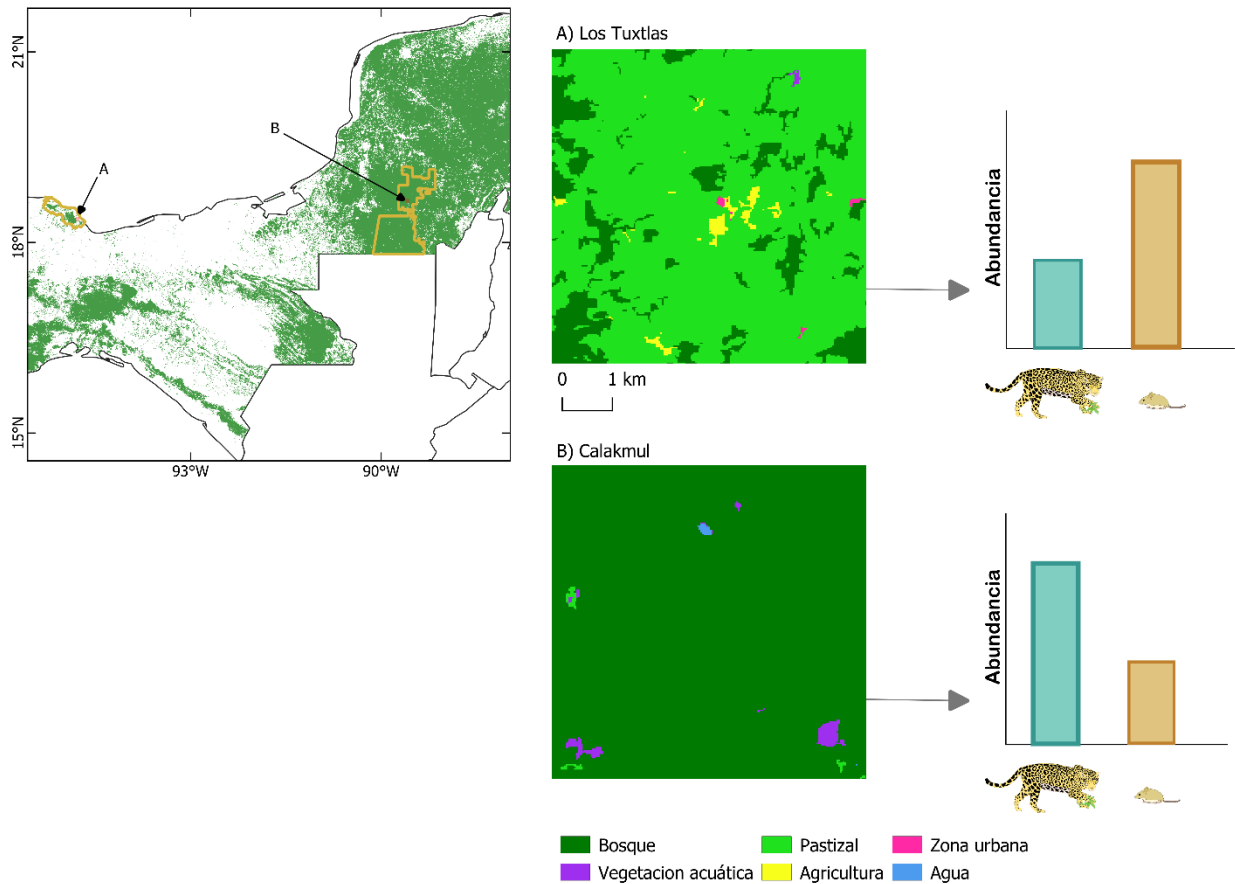 21°N
18°N
15°N
93°W
90°W
A
B
A) Los Tuxtlas
0 1 km
Abundancia
B) Calakmul
Abundancia
Bosque
Pastizal
Zona urbana
Vegetacion acuática
Agricultura
Agua